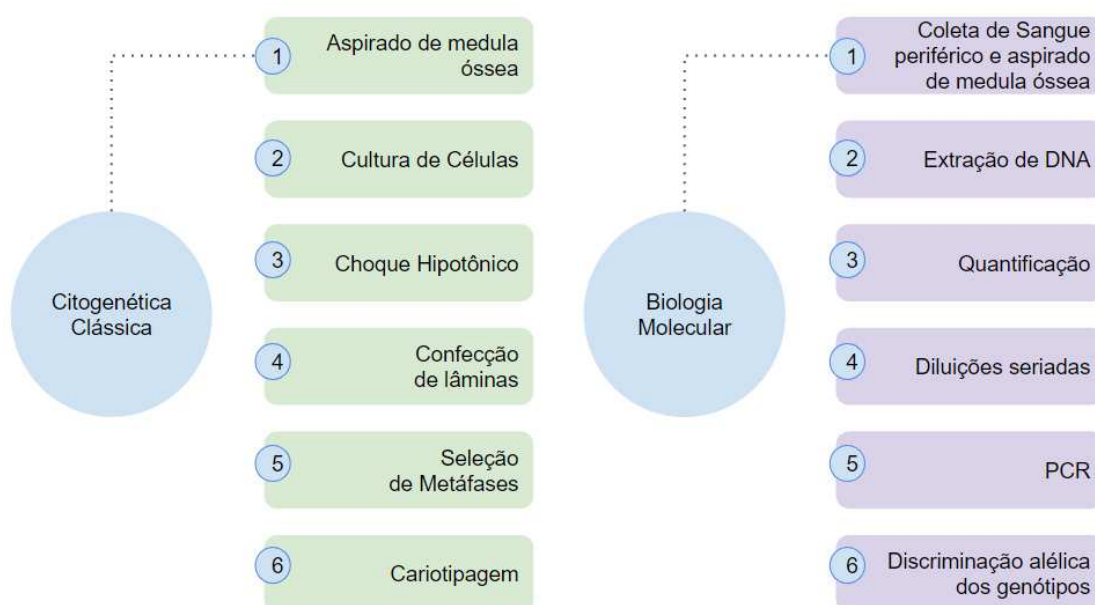 Citogenética
Clássica
1
Aspirado de medula
óssea
2
Cultura de Células
3
Choque Hipotônico
4
Confecção
de lâminas
5
Seleção
de Metáfases
6
Cariotipagem
Biologia
Molecular
1
Coleta de Sangue
periférico e aspirado
de medula óssea
2
Extração de DNA
3
Quantificação
4
Diluições seriadas
5
PCR
6
Discriminação alélica
dos genótipos